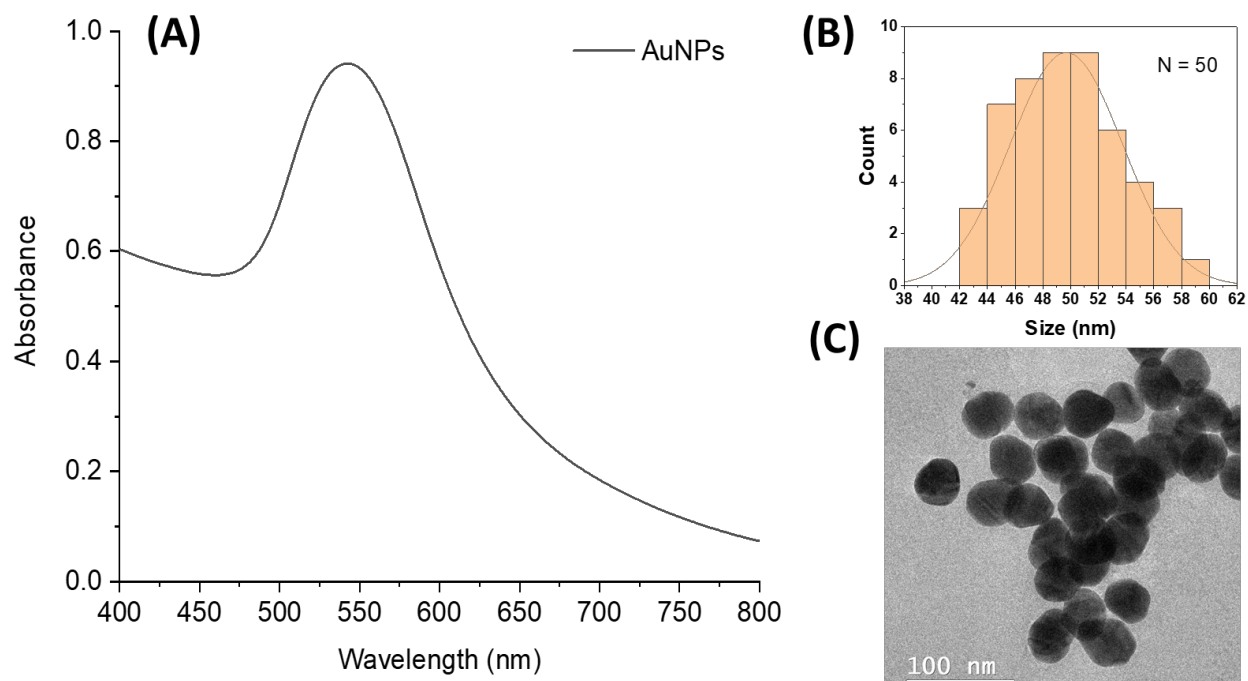 (A)
AuNPs
1.0
0.8
0.6
0.4
0.2
0.0
Absorbance
400 450 500 550 600 650 700 750 800
Wavelength (nm)
(B)
N = 50
10
8
6
4
2
0
Count
38 40 42 44 46 48 50 52 54 56 58 60 62
Size (nm)
(C)
100 nm